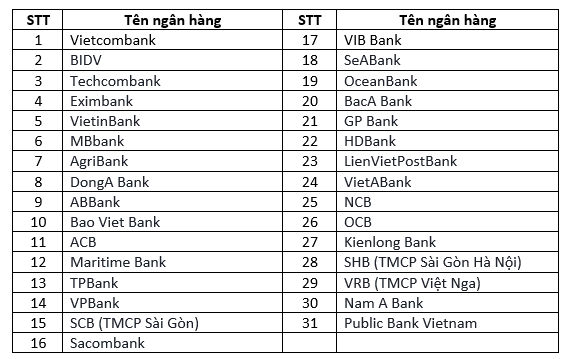 STT Tên ngân hàng STT Tên ngân hàng
1 Vietcombank 17 VIB Bank
2 BIDV 18 SeABank
3 Techcombank 19 OceanBank
4 Eximbank 20 BacA Bank
5 VietinBank 21 GP Bank
6 MBbank 22 HDBank
7 AgriBank 23 LienVietPostBank
8 DongA Bank 24 VietABank
9 ABBank 25 NCB
10 Bao Viet Bank 26 OCB
11 ACB 27 Kienlong Bank
12 Maritime Bank 28 SHB (TMCP Sài Gòn Hà Nội)
13 TPBank 29 VRB (TMCP Việt Nga)
14 VPBank 30 Nam A Bank
15 SCB (TMCP Sài Gòn) 31 Public Bank Vietnam
16 Sacombank